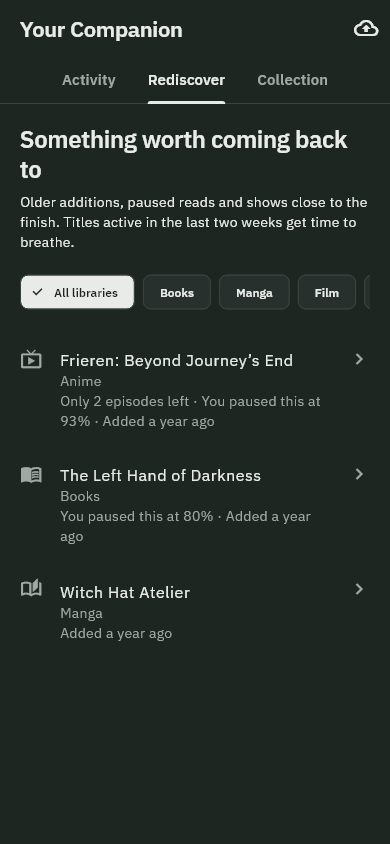 Your Companion
Activity
Rediscover
Collection
Something worth coming back
to
Older additions, paused reads and shows close to the
finish. Titles active in the last two weeks get time to
breathe.
All libraries
Books
Manga
Film
Frieren: Beyond Journey’s End
Anime
Only 2 episodes left · You paused this at
93% · Added a year ago
The Left Hand of Darkness
Books
You paused this at 80% · Added a year
ago
Witch Hat Atelier
Manga
Added a year ago